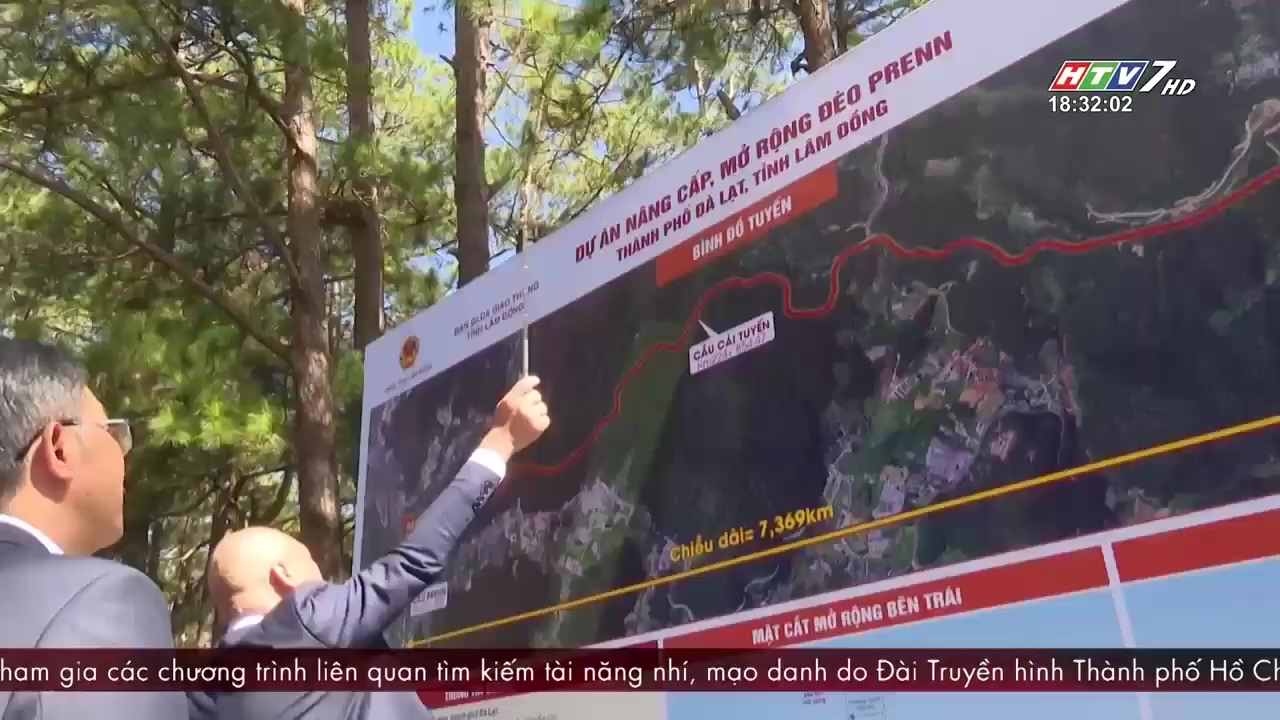 HTV7 HD
18:32:02
DỰ ÁN NÂNG CẤP, MỞ RỘNG ĐÈO PRENN
THÀNH PHỐ ĐÀ LẠT, TỈNH LÂM ĐỒNG
BÌNH ĐỒ TUYẾN
TỈNH LÂM ĐỒNG
CẦU CẢI TUYẾN
Chiều dài= 7,369km
MẶT CẮT MỞ RỘNG BÊN TRÁI
ham gia các chương trình liên quan tìm kiếm tài năng nhí, mạo danh do Đài Truyền hình Thành phố Hồ Ch